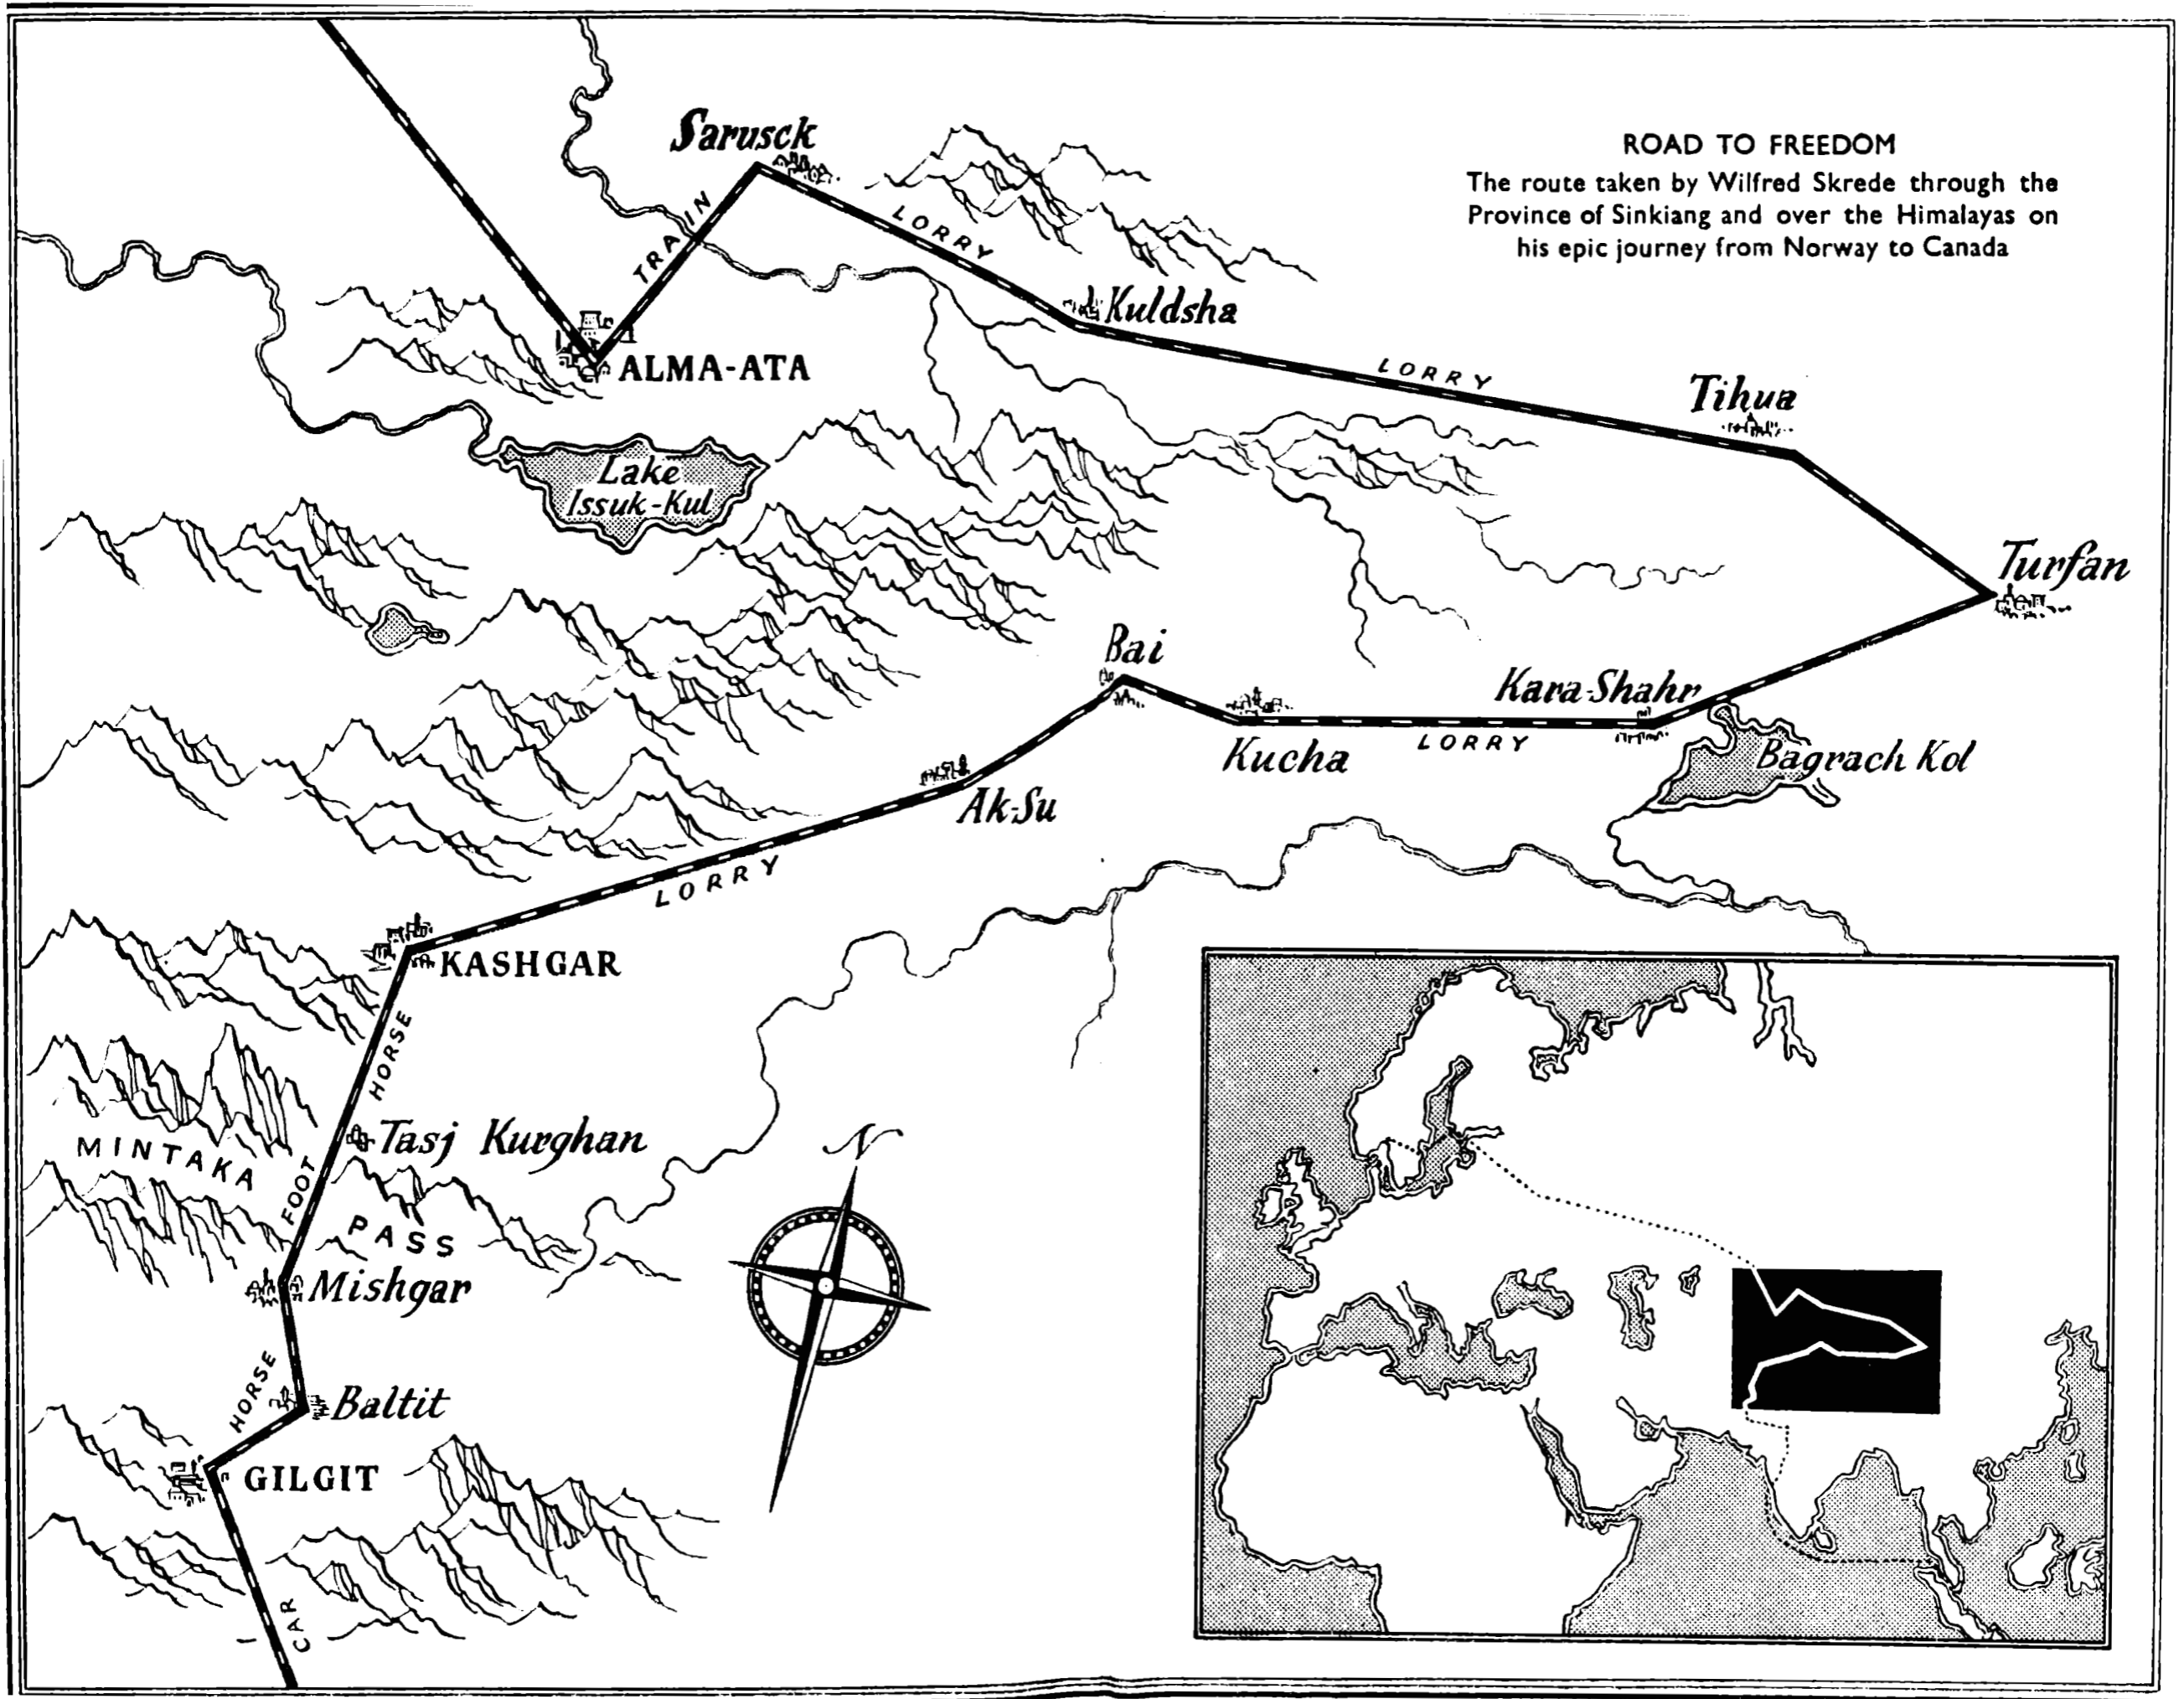 ROAD TO FREEDOM
The route taken by Wilfred Skrede through the
Province of Sinkiang and over the Himalayas on
his epic journey from Norway to Canada
Sarusck
TRAIN
LORRY
ALMA-ATA
Kuldsha
LORRY
Tihua
Lake
Issuk-Kul
Turfan
Bai
Kara-Shahr
Kucha
LORRY
Bagrach Kol
Ak-Su
LORRY
KASHGAR
HORSE
Tasj Kurghan
MINTAKA
FOOT
PASS
N
Mishgar
HORSE
Baltit
GILGIT
CAR